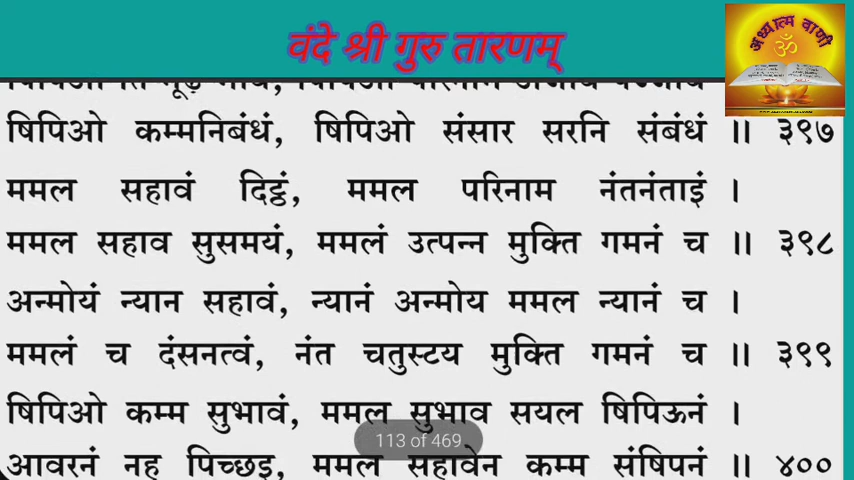 वंदे श्री गुरु तारणम्
अध्यात्म वाणी
ॐ
षिपिओ कम्मनिबंधं, षिपिओ संसार सरनि संबंधं ॥ ३९७
ममल सहावं दिट्ठं, ममल परिनाम नंतनंताइं ।
ममल सहाव सुसमयं, ममलं उत्पन्न मुक्ति गमनं च ॥ ३९८
अन्मोयं न्यान सहावं, न्यानं अन्मोय ममल न्यानं च ।
ममलं च दंसनत्वं, नंत चतुस्टय मुक्ति गमनं च ॥ ३९९
षिपिओ कम्म सुभावं, ममल सुभाव सयल षिपिऊनं ।
113 of 469
आवरनं नह पिच्छइ, ममल सहावेन कम्म संषिपनं ॥ ४००